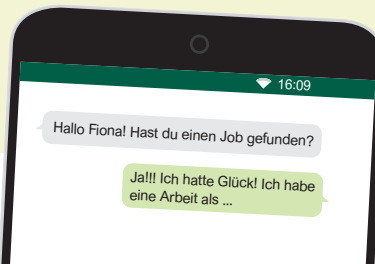 16:09
Hallo Fiona! Hast du einen Job gefunden?
Ja!!! Ich hatte Glück! Ich habe
eine Arbeit als ...